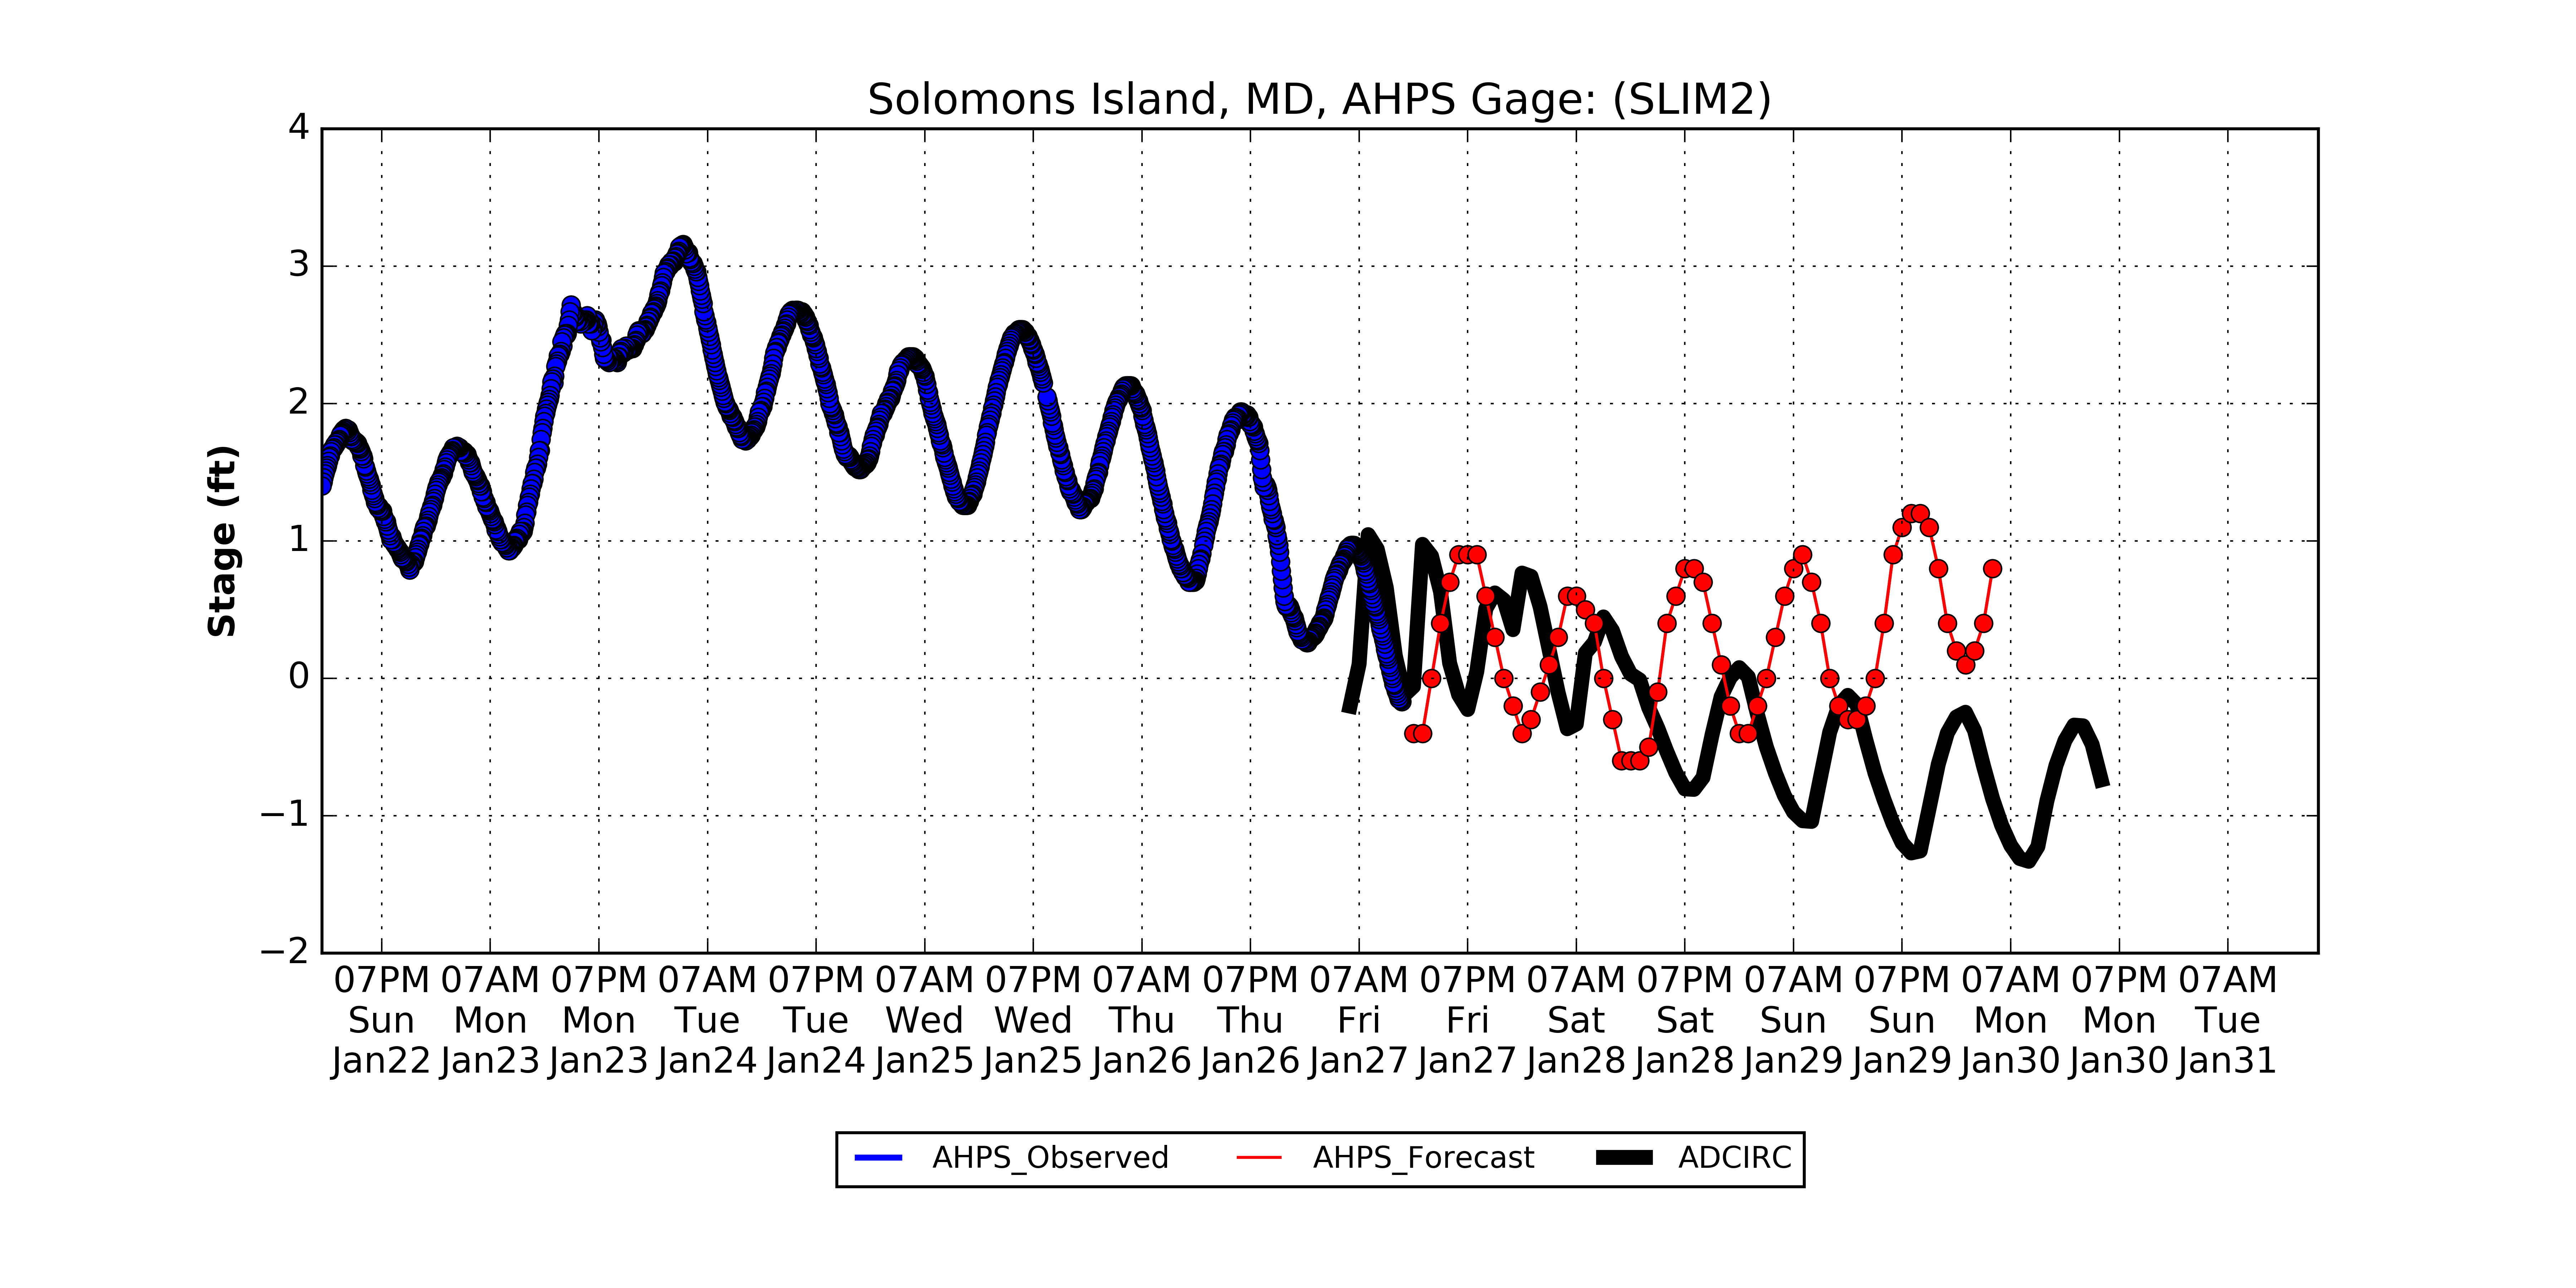 Solomons Island, MD, AHPS Gage: (SLIM2)
4
3
2
1
0
−1
−2
Stage (ft)
07PM 07AM 07PM 07AM 07PM 07AM 07PM 07AM 07PM 07AM 07PM 07AM 07PM 07AM 07PM 07AM 07PM 07AM
Sun Mon Mon Tue Tue Wed Wed Thu Thu Fri Fri Sat Sat Sun Sun Mon Mon Tue
Jan22 Jan23 Jan23 Jan24 Jan24 Jan25 Jan25 Jan26 Jan26 Jan27 Jan27 Jan28 Jan28 Jan29 Jan29 Jan30 Jan30 Jan31
AHPS_Observed AHPS_Forecast ADCIRC